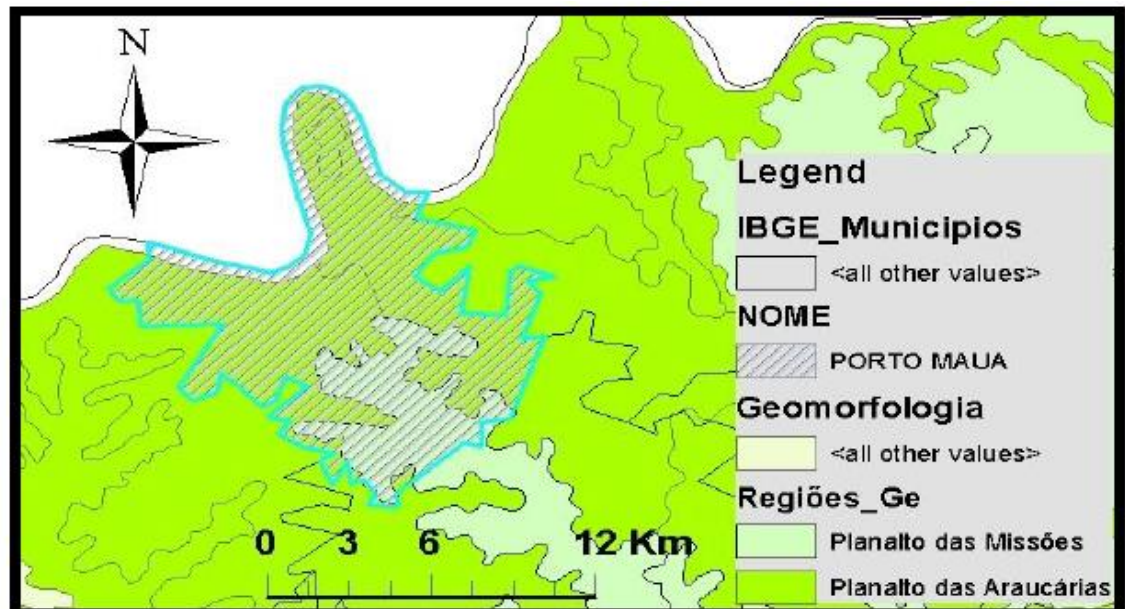 N
Legend
IBGE_Municipios
<all other values>
NOME
PORTO MAUA
Geomorfologia
<all other values>
Regiões_Ge
Planalto das Missões
Planalto das Araucárias
0 3 6 12 Km